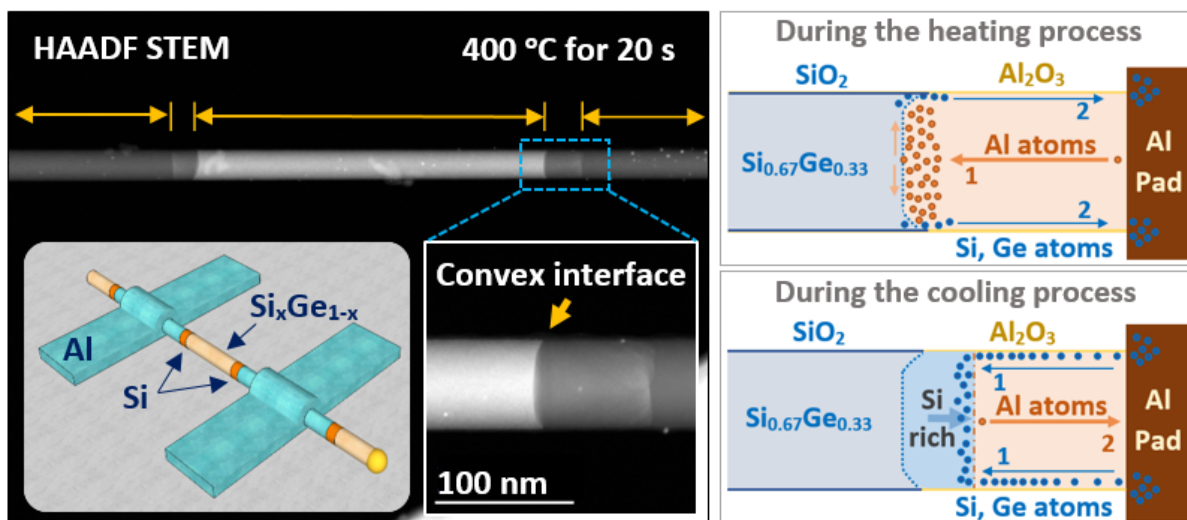 HAADF STEM
400 °C for 20 s
Al
Si
SiₓGe₁₋ₓ
Convex interface
100 nm
During the heating process
SiO₂
Al₂O₃
2
Si₀.₆₇Ge₀.₃₃
Al atoms
1
2
Si, Ge atoms
Al
Pad
During the cooling process
SiO₂
Al₂O₃
1
Si₀.₆₇Ge₀.₃₃
Si
rich
Al atoms
2
1
Si, Ge atoms
Al
Pad